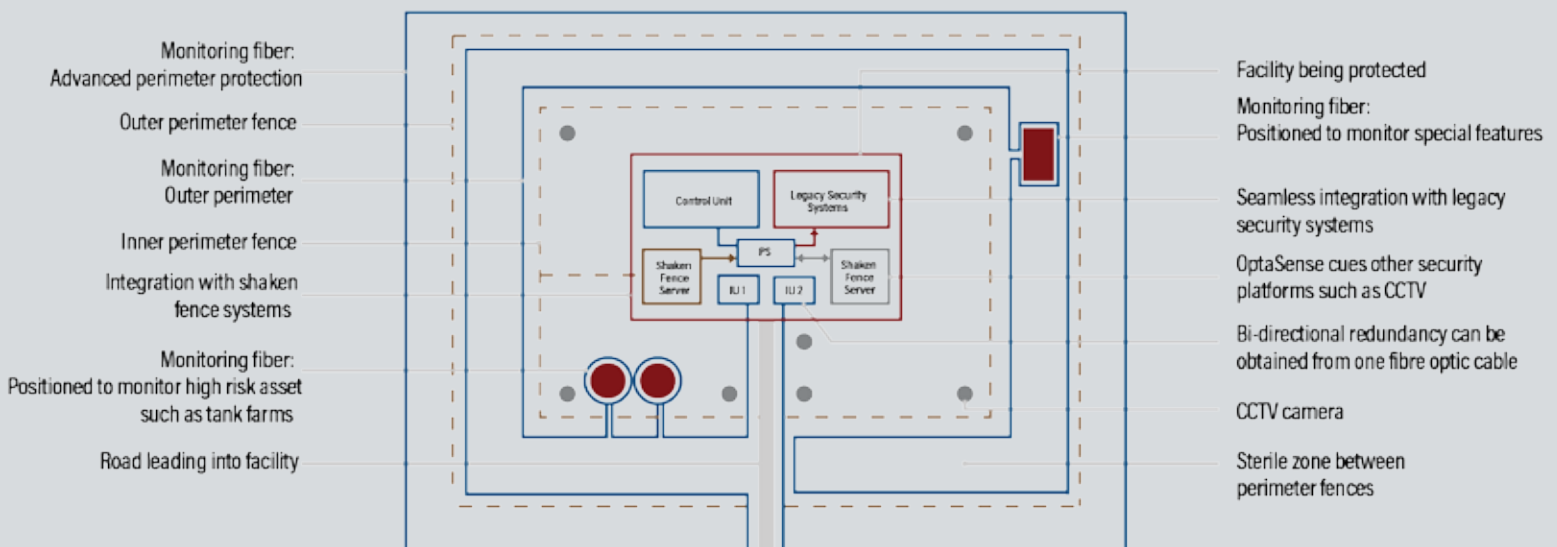 Monitoring fiber:
Advanced perimeter protection
Outer perimeter fence
Monitoring fiber:
Outer perimeter
Inner perimeter fence
Integration with shaken
fence systems
Monitoring fiber:
Positioned to monitor high risk asset
such as tank farms
Road leading into facility
Control Unit
Legacy Security
Systems
PS
Shaken
Fence
Server
IU 1
IU 2
Shaken
Fence
Server
Facility being protected
Monitoring fiber:
Positioned to monitor special features
Seamless integration with legacy
security systems
OptaSense cues other security
platforms such as CCTV
Bi-directional redundancy can be
obtained from one fibre optic cable
CCTV camera
Sterile zone between
perimeter fences